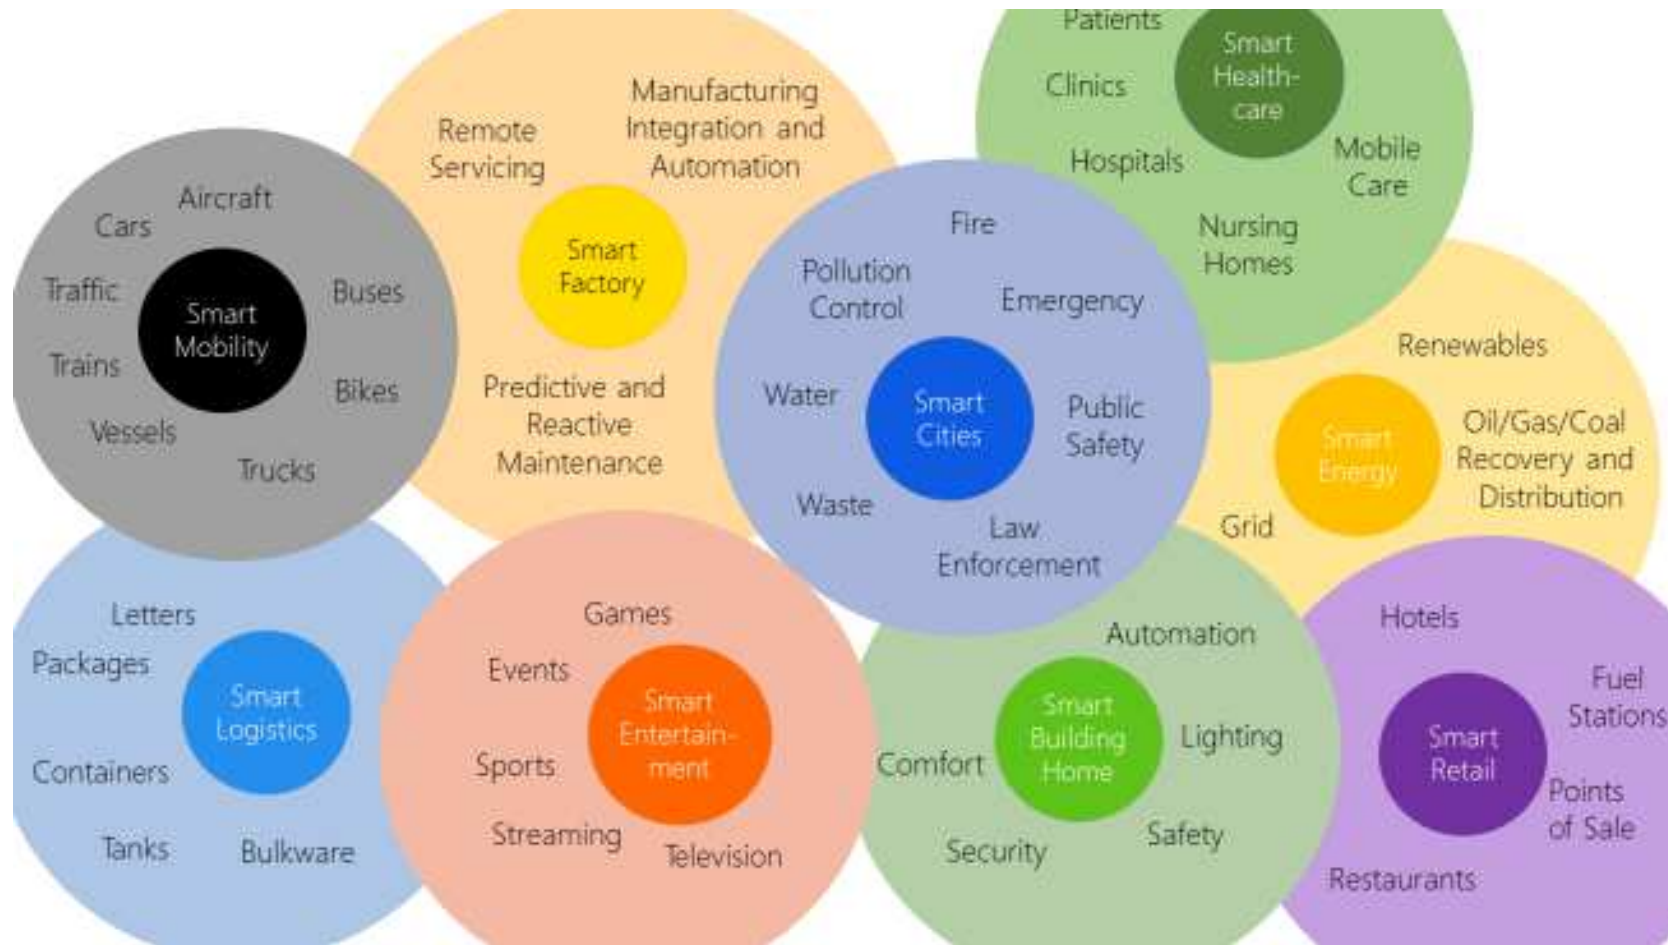 Aircraft
Cars
Traffic
Smart
Mobility
Buses
Trains
Bikes
Vessels
Trucks
Remote
Servicing
Manufacturing
Integration and
Automation
Smart
Factory
Predictive and
Reactive
Maintenance
Fire
Pollution
Control
Emergency
Water
Smart
Cities
Public
Safety
Waste
Law
Enforcement
Patients
Smart
Health-
care
Clinics
Hospitals
Mobile
Care
Nursing
Homes
Renewables
Smart
Energy
Oil/Gas/Coal
Recovery and
Distribution
Grid
Letters
Packages
Smart
Logistics
Containers
Tanks
Bulkware
Games
Events
Smart
Entertain-
ment
Sports
Streaming
Television
Automation
Smart
Building
Home
Lighting
Comfort
Safety
Security
Hotels
Fuel
Stations
Smart
Retail
Points
of Sale
Restaurants